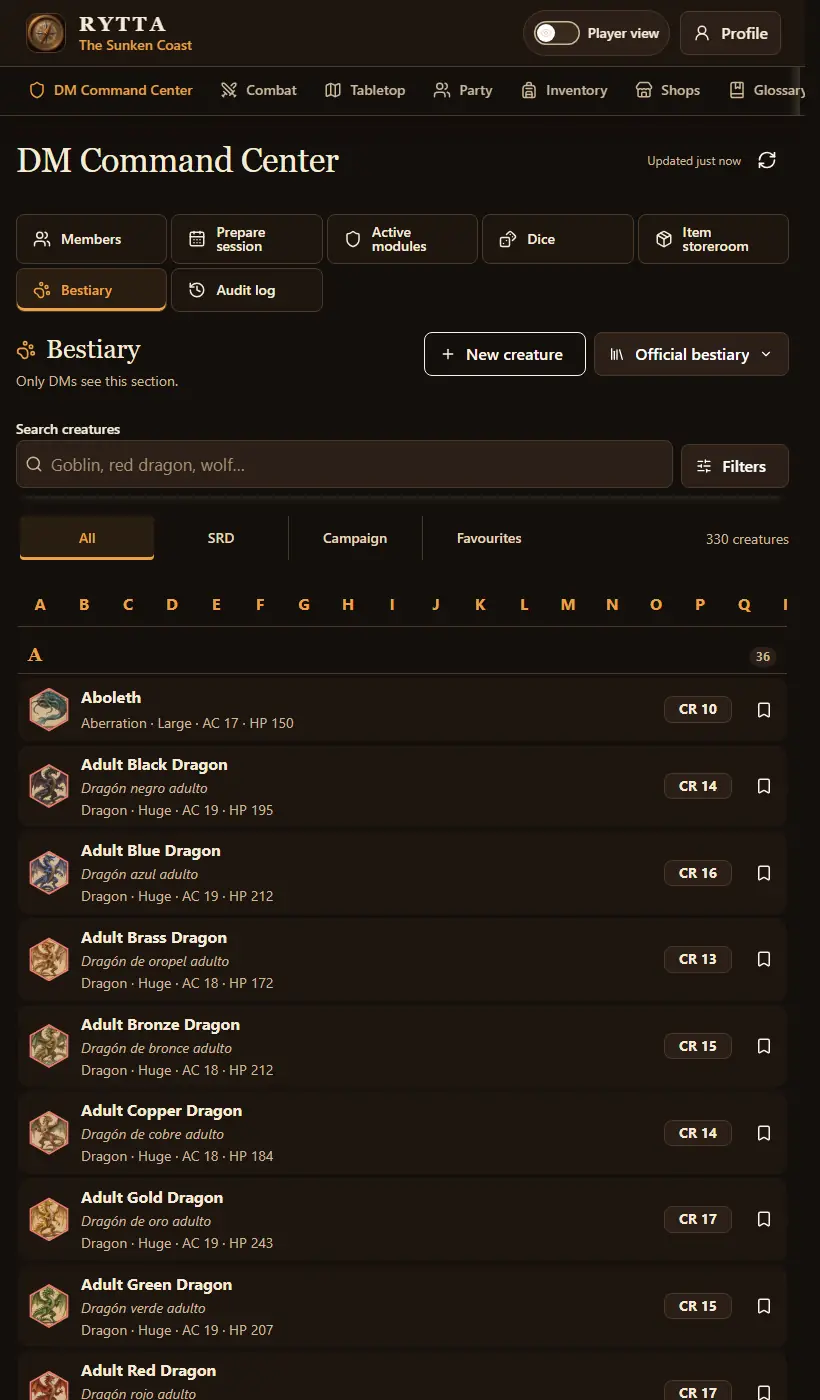 RYTTA
The Sunken Coast
Player view
Profile
DM Command Center
Combat
Tabletop
Party
Inventory
Shops
Glossary
DM Command Center
Updated just now
Members
Prepare session
Active modules
Dice
Item storeroom
Bestiary
Audit log
Bestiary
New creature
Official bestiary
Only DMs see this section.
Search creatures
Goblin, red dragon, wolf...
Filters
All
SRD
Campaign
Favourites
330 creatures
A B C D E F G H I J K L M N O P Q
A
36
Aboleth
Aberration · Large · AC 17 · HP 150
CR 10
Adult Black Dragon
Dragón negro adulto
Dragon · Huge · AC 19 · HP 195
CR 14
Adult Blue Dragon
Dragón azul adulto
Dragon · Huge · AC 19 · HP 212
CR 16
Adult Brass Dragon
Dragón de oropel adulto
Dragon · Huge · AC 18 · HP 172
CR 13
Adult Bronze Dragon
Dragón de bronce adulto
Dragon · Huge · AC 18 · HP 212
CR 15
Adult Copper Dragon
Dragón de cobre adulto
Dragon · Huge · AC 18 · HP 184
CR 14
Adult Gold Dragon
Dragón de oro adulto
Dragon · Huge · AC 19 · HP 243
CR 17
Adult Green Dragon
Dragón verde adulto
Dragon · Huge · AC 19 · HP 207
CR 15
Adult Red Dragon
Dragón rojo adulto
CR 17